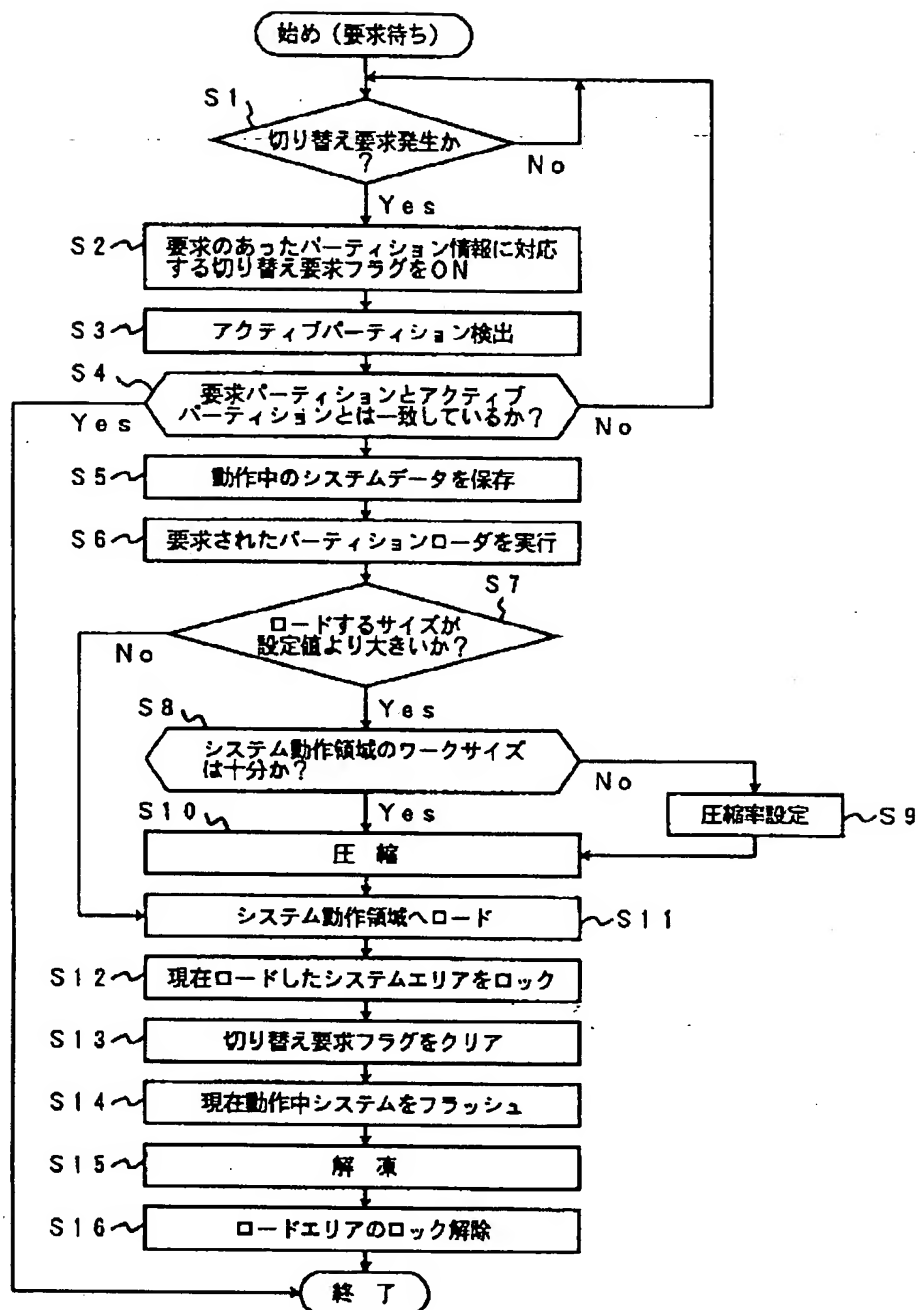 始め（要求待ち）
S1
切り替え要求発生か
？
No
Yes
S2
要求のあったパーティション情報に対応
する切り替え要求フラグをON
S3
アクティブパーティション検出
S4
要求パーティションとアクティブ
パーティションとは一致しているか？
Yes
No
S5
動作中のシステムデータを保存
S6
要求されたパーティションローダを実行
S7
ロードするサイズが
設定値より大きいか？
No
Yes
S8
システム動作領域のワークサイズ
は十分か？
No
Yes
圧縮率設定
S9
S10
圧 縮
システム動作領域へロード
S11
S12
現在ロードしたシステムエリアをロック
S13
切り替え要求フラグをクリア
S14
現在動作中システムをフラッシュ
S15
解 凍
S16
ロードエリアのロック解除
終 了